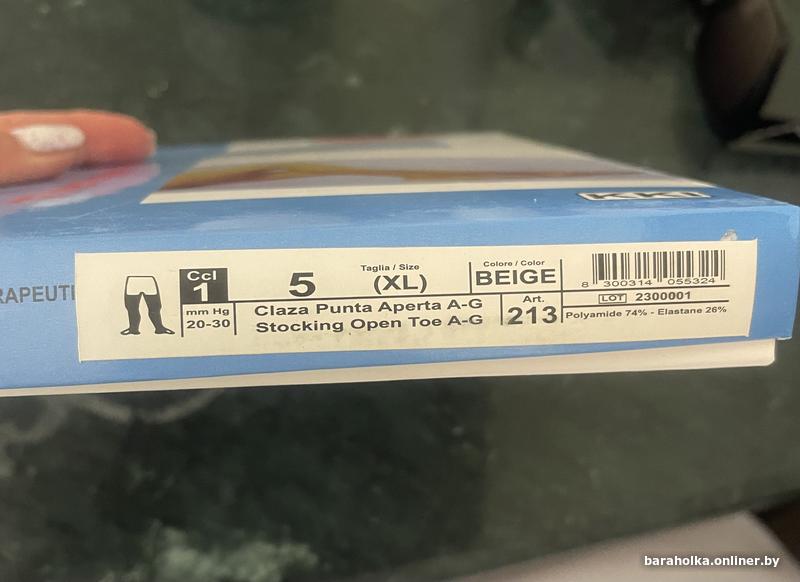 KKI
RAPEUTI
Ccl
1
mm Hg
20-30
5
Taglia / Size
(XL)
Colore / Color
BEIGE
8 300314 055324
LOT 2300001
Claza Punta Aperta A-G
Stocking Open Toe A-G
Art.
213
Polyamide 74% - Elastane 26%
baraholka.onliner.by